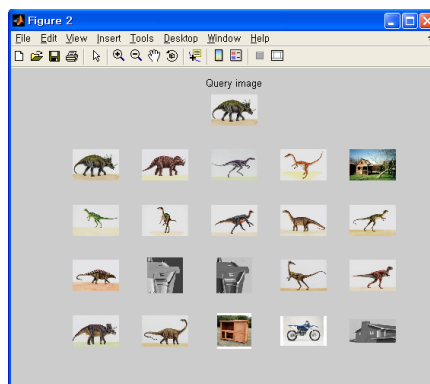 Figure 2
File Edit View Insert Tools Desktop Window Help
Query image